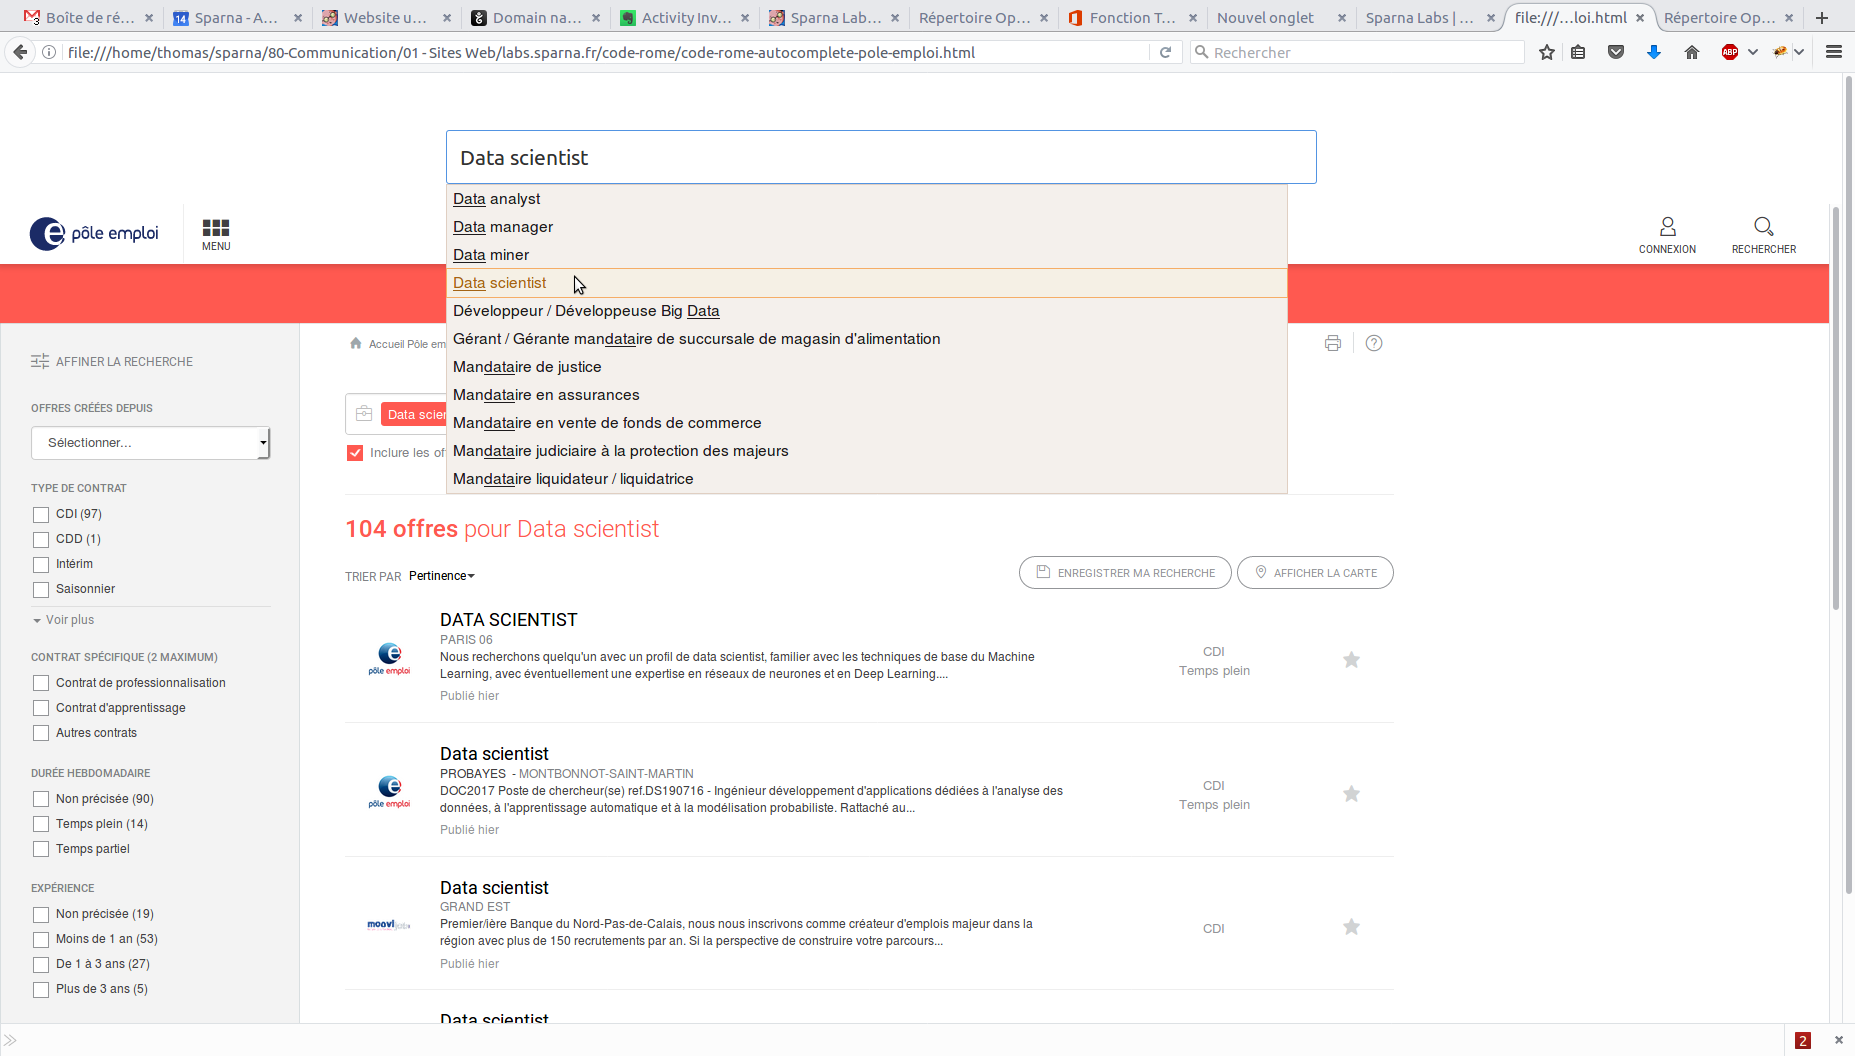 Boîte de ré...
Sparna - A...
Website u...
Domain na...
Activity Inv...
Sparna Lab...
Répertoire Op...
Fonction T...
Nouvel onglet
Sparna Labs | ...
file:///...loi.html
Répertoire Op...
file:///home/thomas/sparna/80-Communication/01 - Sites Web/labs.sparna.fr/code-rome/code-rome-autocomplete-pole-emploi.html
Rechercher
ABP
Data scientist
Data analyst
Data manager
Data miner
Data scientist
Développeur / Développeuse Big Data
Gérant / Gérante mandataire de succursale de magasin d'alimentation
Mandataire de justice
Mandataire en assurances
Mandataire en vente de fonds de commerce
Mandataire judiciaire à la protection des majeurs
Mandataire liquidateur / liquidatrice
pôle emploi
MENU
CONNEXION
RECHERCHER
AFFINER LA RECHERCHE
OFFRES CRÉÉES DEPUIS
Sélectionner...
TYPE DE CONTRAT
CDI (97)
CDD (1)
Intérim
Saisonnier
Voir plus
CONTRAT SPÉCIFIQUE (2 MAXIMUM)
Contrat de professionnalisation
Contrat d'apprentissage
Autres contrats
DURÉE HEBDOMADAIRE
Non précisée (90)
Temps plein (14)
Temps partiel
EXPÉRIENCE
Non précisée (19)
Moins de 1 an (53)
De 1 à 3 ans (27)
Plus de 3 ans (5)
Accueil Pôle em
Data scier
Inclure les of
104 offres pour Data scientist
TRIER PAR Pertinence
ENREGISTRER MA RECHERCHE
AFFICHER LA CARTE
pôle emploi
DATA SCIENTIST
PARIS 06
Nous recherchons quelqu'un avec un profil de data scientist, familier avec les techniques de base du Machine
Learning, avec éventuellement une expertise en réseaux de neurones et en Deep Learning....
Publié hier
CDI
Temps plein
pôle emploi
Data scientist
PROBAYES - MONTBONNOT-SAINT-MARTIN
DOC2017 Poste de chercheur(se) ref.DS190716 - Ingénieur développement d'applications dédiées à l'analyse des
données, à l'apprentissage automatique et à la modélisation probabiliste. Rattaché au...
Publié hier
CDI
Temps plein
moovijob
Data scientist
GRAND EST
Premier/ière Banque du Nord-Pas-de-Calais, nous nous inscrivons comme créateur d'emplois majeur dans la
région avec plus de 150 recrutements par an. Si la perspective de construire votre parcours...
Publié hier
CDI
Data scientist
2